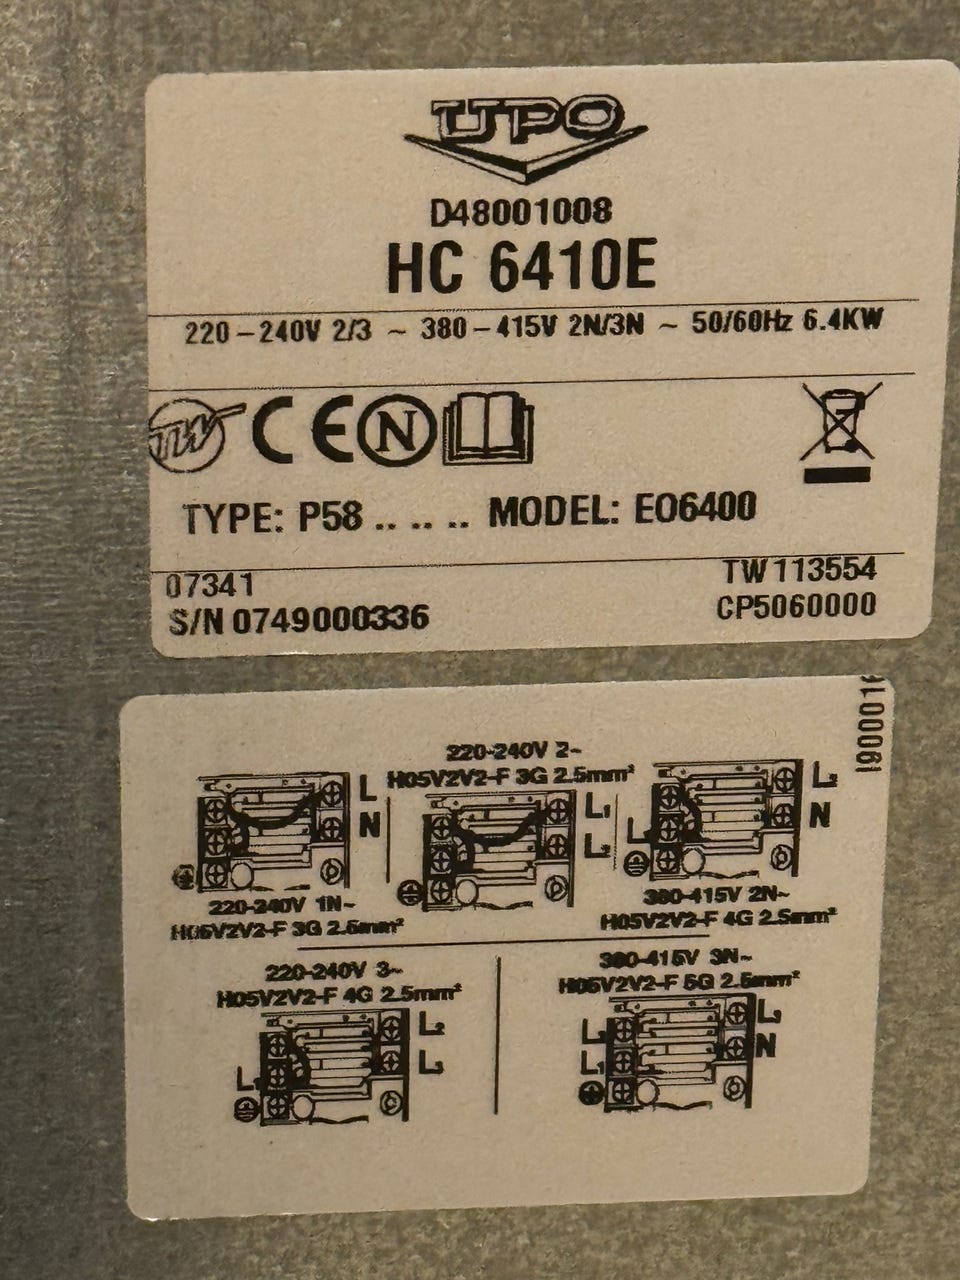 UPO
D48001008
HC 6410E
220-240V 2/3 ~ 380-415V 2N/3N ~ 50/60Hz 6.4KW
TW CE N
TYPE: P58 .. .. .. MODEL: EO6400
07341 TW113554
S/N 0749000336 CP5060000
220-240V 2~
H05V2V2-F 3G 2.5mm²
L
N
L₁
L₂
L₁
L₂
N
220-240V 1N~
H05V2V2-F 3G 2.5mm²
380-415V 2N~
H05V2V2-F 4G 2.5mm²
220-240V 3~
H05V2V2-F 4G 2.5mm²
L₂
L₁
L₃
380-415V 3N~
H05V2V2-F 5G 2.5mm²
L₂
L₃
L₁
N